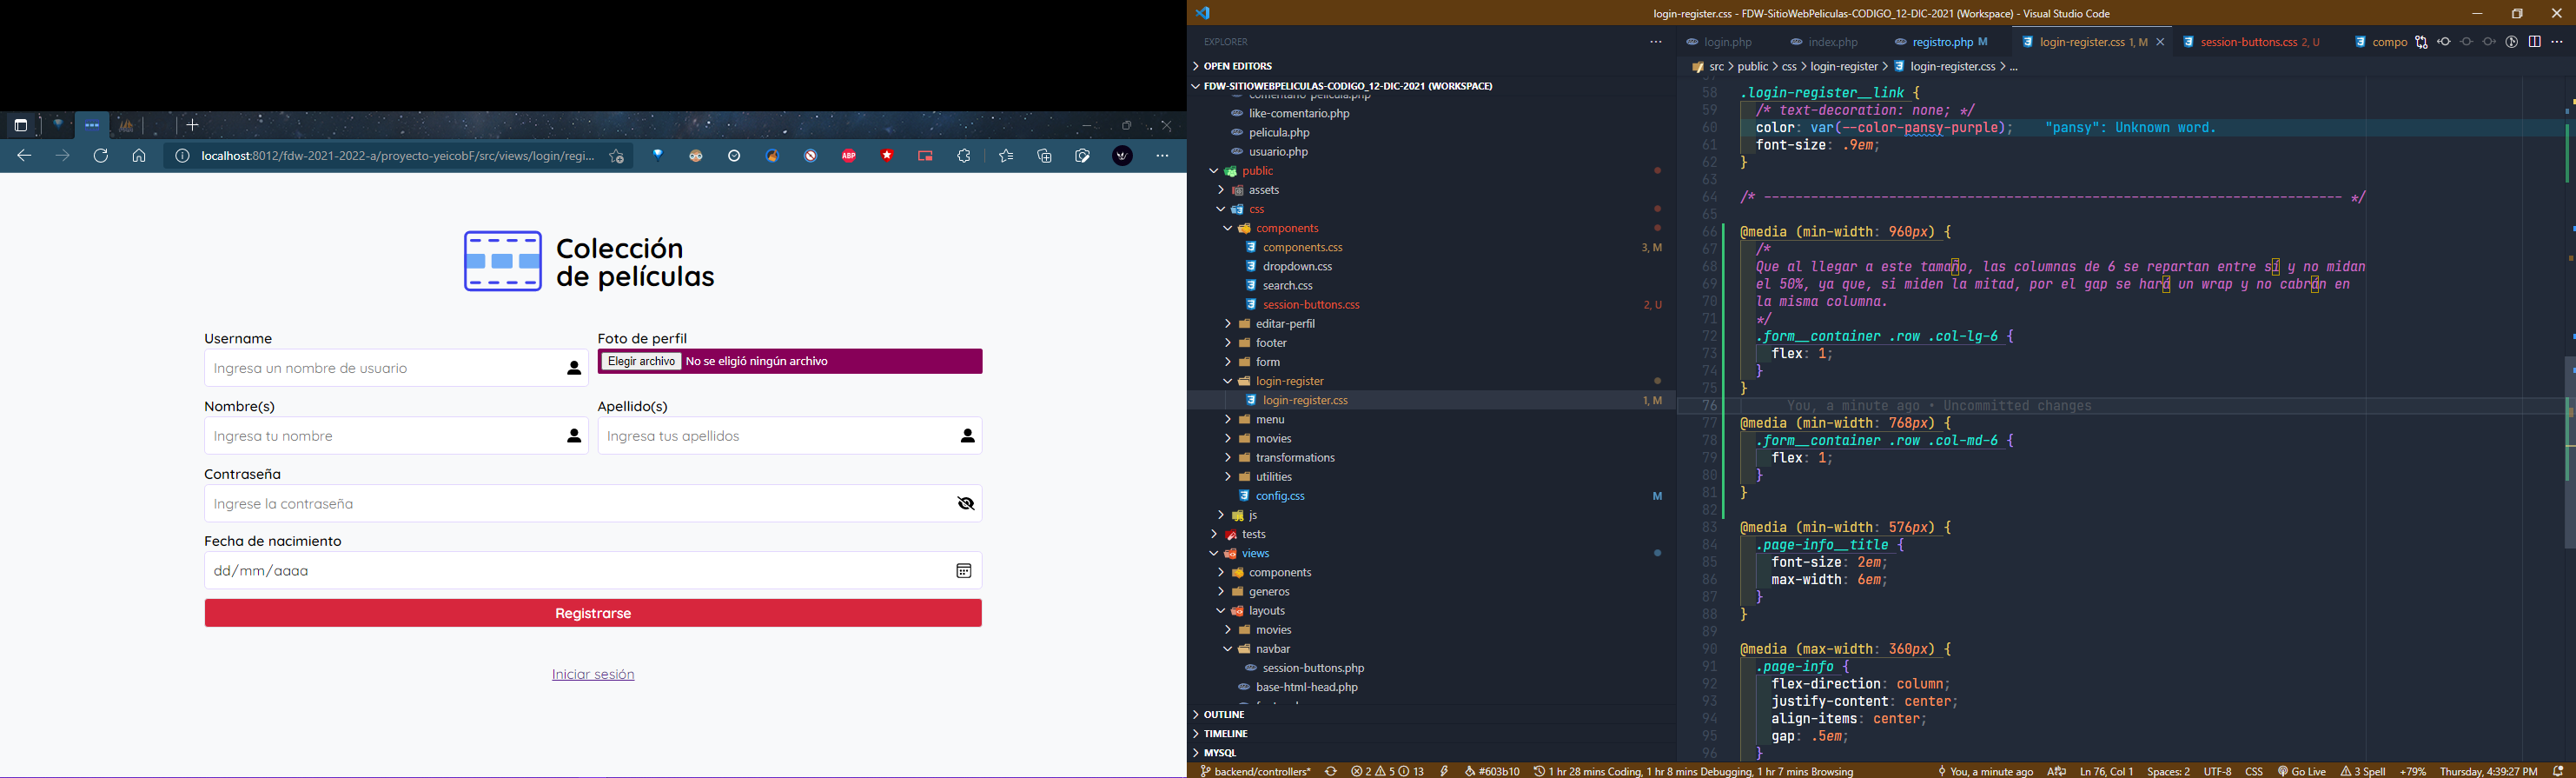 localhost:8012/fdw-2021-2022-a/proyecto-yeicobF/src/views/login/regi...
ABP
Colección
de películas
Username
Ingresa un nombre de usuario
Foto de perfil
Elegir archivo No se eligió ningún archivo
Nombre(s)
Ingresa tu nombre
Apellido(s)
Ingresa tus apellidos
Contraseña
Ingrese la contraseña
Fecha de nacimiento
dd/mm/aaaa
Registrarse
Iniciar sesión
login-register.css - FDW-SitioWebPeliculas-CODIGO_12-DIC-2021 (Workspace) - Visual Studio Code
EXPLORER
OPEN EDITORS
FDW-SITIOWEBPELICULAS-CODIGO_12-DIC-2021 (WORKSPACE)
comentario-pelicula.php
like-comentario.php
pelicula.php
usuario.php
public
assets
css
components
components.css 3, M
dropdown.css
search.css
session-buttons.css 2, U
editar-perfil
footer
form
login-register
login-register.css 1, M
menu
movies
transformations
utilities
config.css M
js
tests
views
components
generos
layouts
movies
navbar
session-buttons.php
base-html-head.php
OUTLINE
TIMELINE
MYSQL
login.php index.php registro.php M login-register.css 1, M session-buttons.css 2, U compo
src > public > css > login-register > login-register.css > ...
58 .login-register__link {
59 /* text-decoration: none; */
60 color: var(--color-pansy-purple); "pansy": Unknown word.
61 font-size: .9em;
62 }
63
64 /* -------------------------------------------------------------------------- */
65
66 @media (min-width: 960px) {
67 /*
68 Que al llegar a este tamaño, las columnas de 6 se repartan entre sí y no midan
69 el 50%, ya que, si miden la mitad, por el gap se hará un wrap y no cabrán en
70 la misma columna.
71 */
72 .form__container .row .col-lg-6 {
73 flex: 1;
74 }
75 }
76 You, a minute ago • Uncommitted changes
77 @media (min-width: 768px) {
78 .form__container .row .col-md-6 {
79 flex: 1;
80 }
81 }
82
83 @media (min-width: 576px) {
84 .page-info__title {
85 font-size: 2em;
86 max-width: 6em;
87 }
88 }
89
90 @media (max-width: 360px) {
91 .page-info {
92 flex-direction: column;
93 justify-content: center;
94 align-items: center;
95 gap: .5em;
96 }
backend/controllers* 2 5 13 #603b10 1 hr 28 mins Coding, 1 hr 8 mins Debugging, 1 hr 7 mins Browsing You, a minute ago Ln 76, Col 1 Spaces: 2 UTF-8 CSS Go Live 3 Spell +79% Thursday, 4:39:27 PM